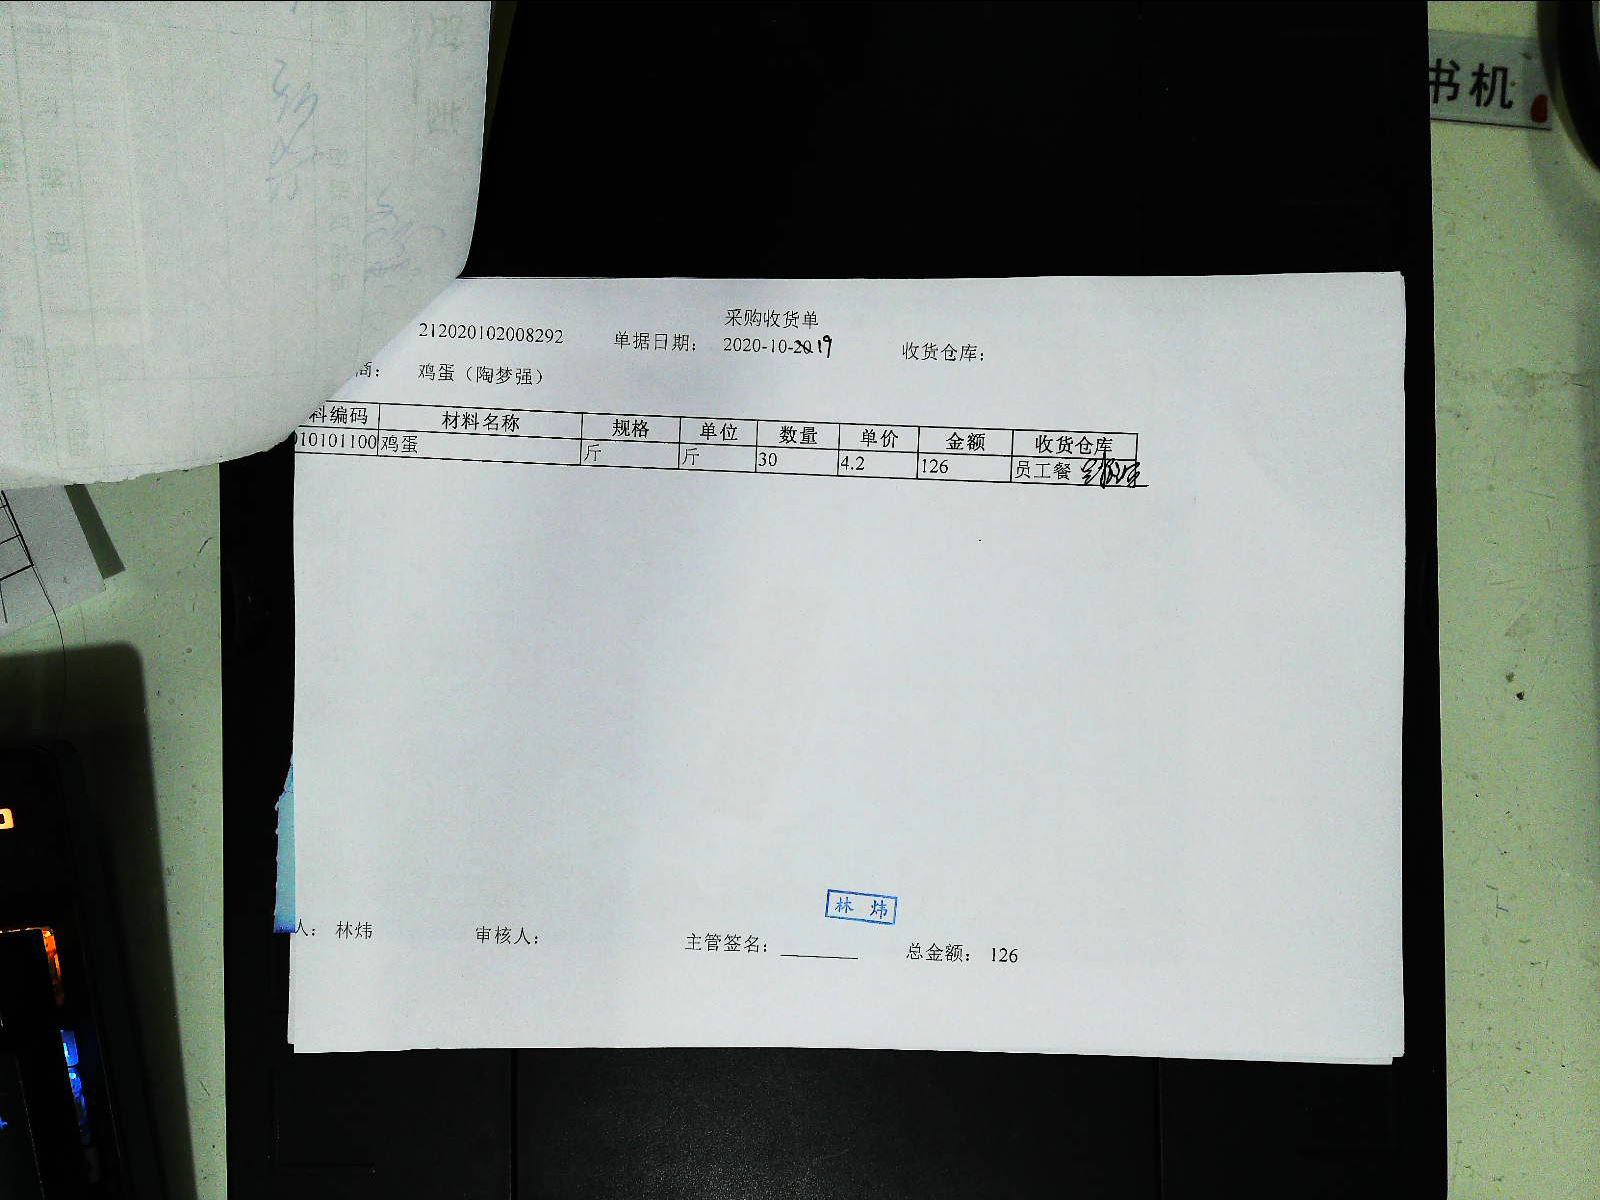 书机
采购收货单
212020102008292 单据日期： 2020-10-2019 收货仓库：
商： 鸡蛋（陶梦强）
料编码 材料名称 规格 单位 数量 单价 金额 收货仓库
010101100 鸡蛋 斤 斤 30 4.2 126 员工餐
林 炜
人： 林炜 审核人： 主管签名： 总金额： 126